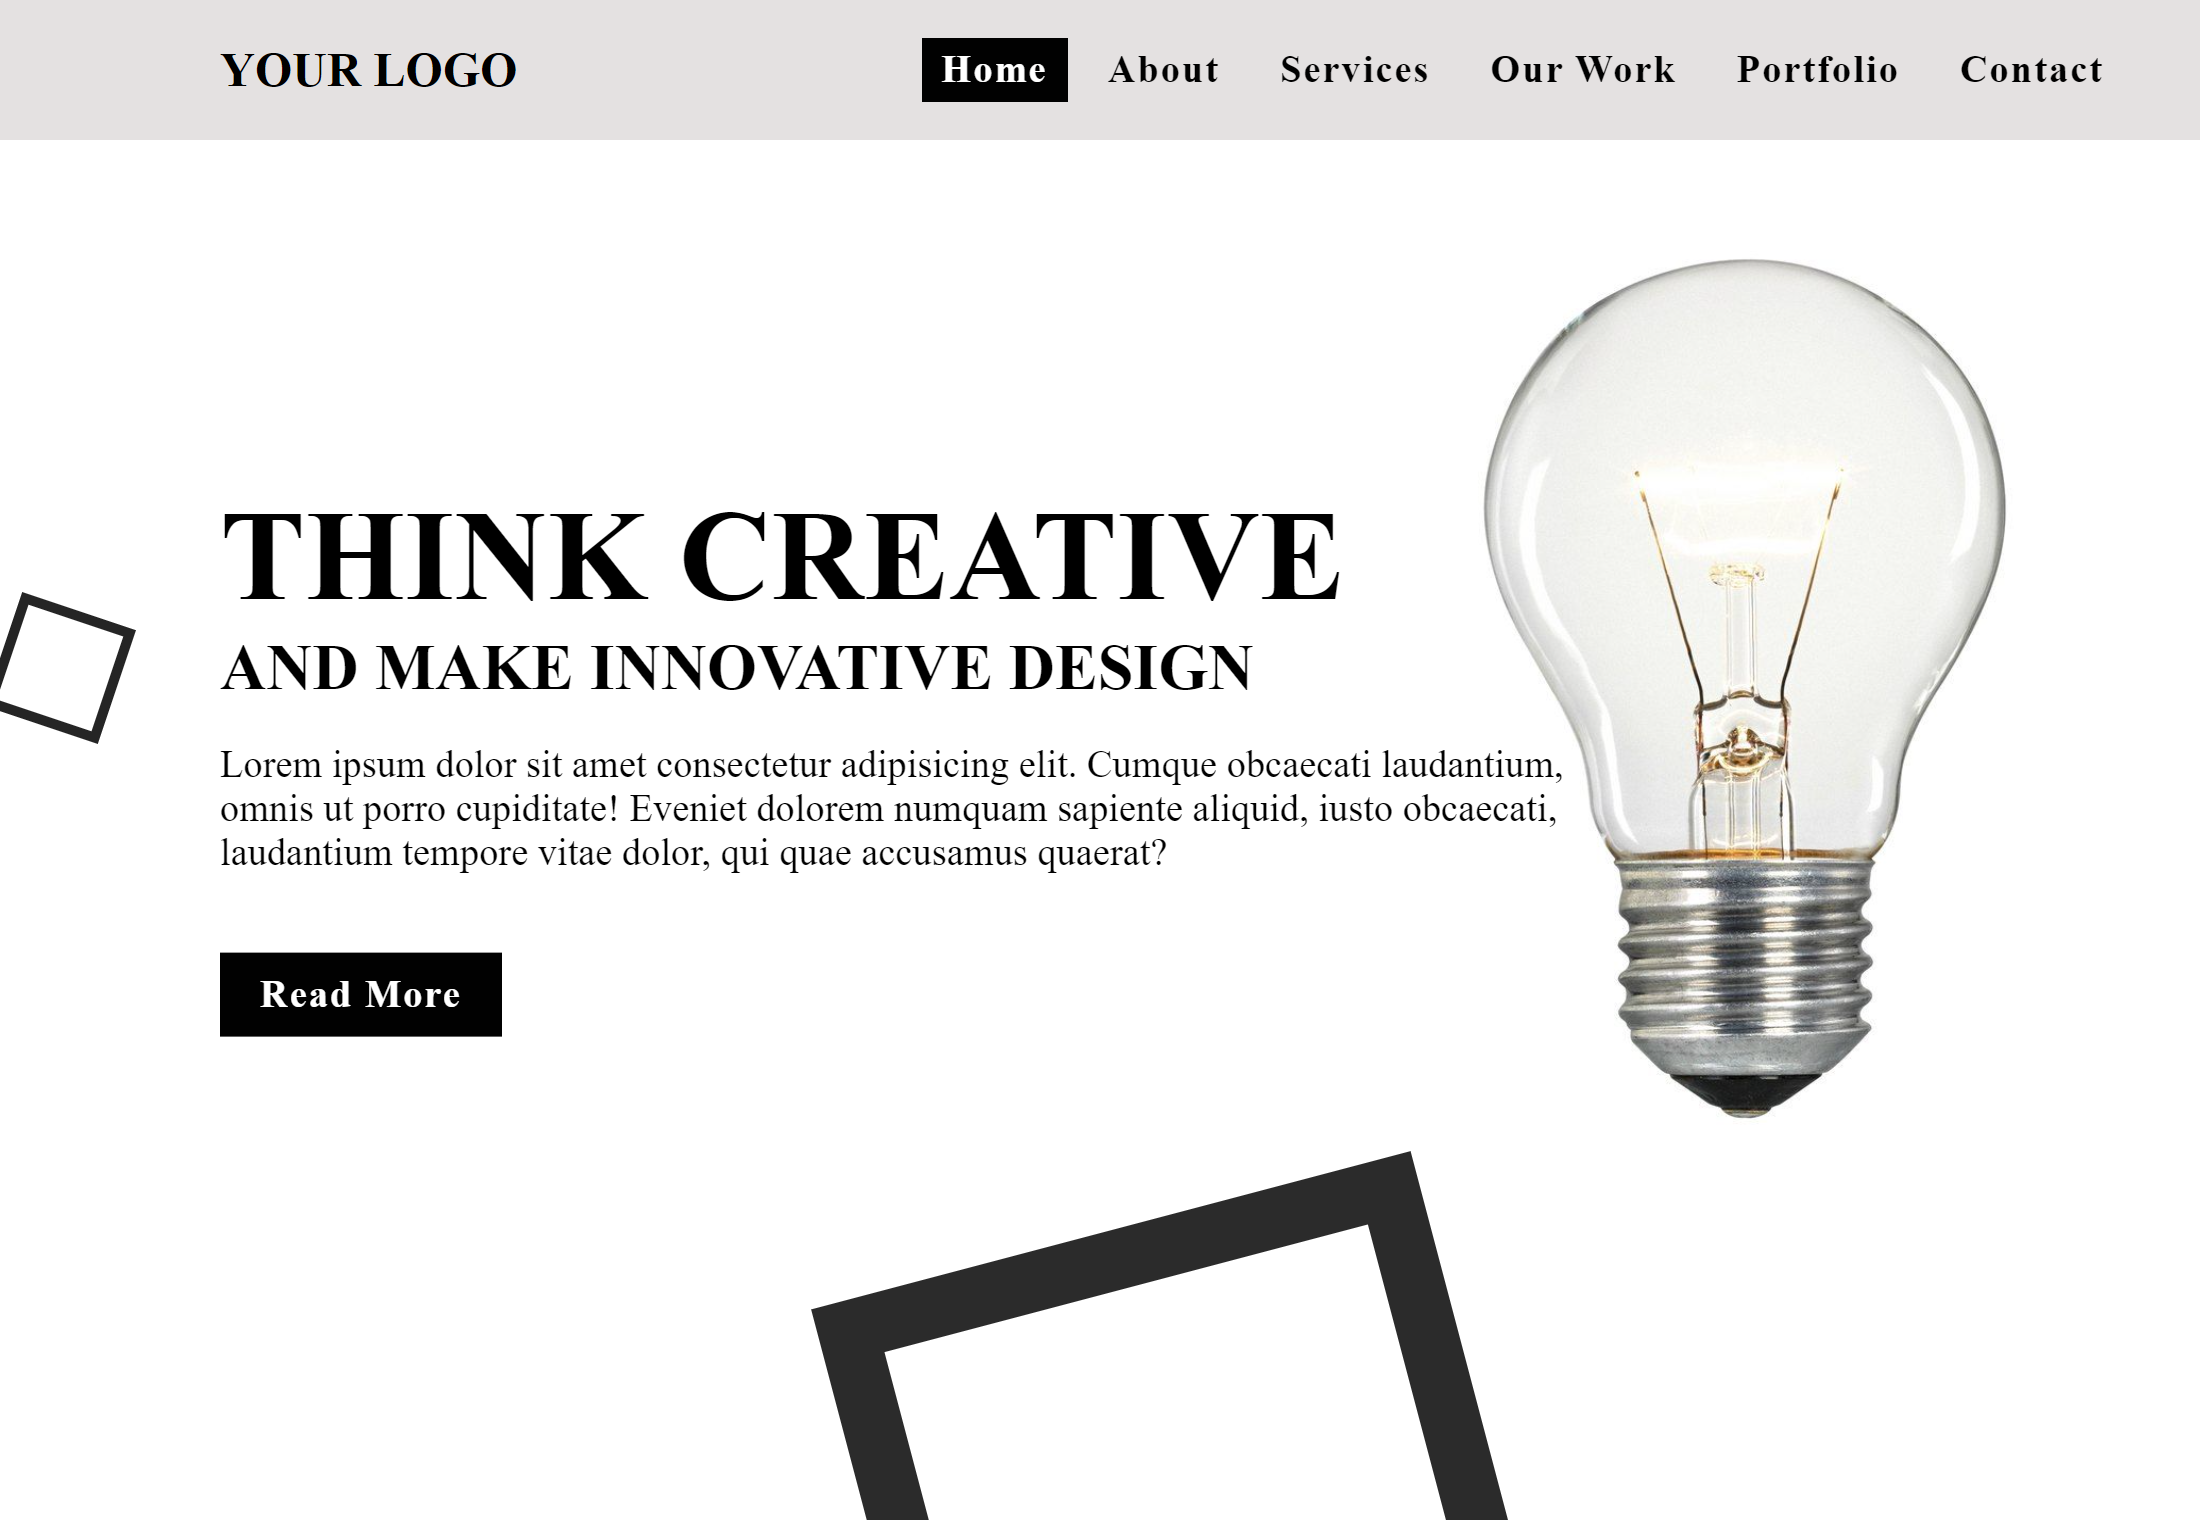 YOUR LOGO
Home About Services Our Work Portfolio Contact
THINK CREATIVE
AND MAKE INNOVATIVE DESIGN
Lorem ipsum dolor sit amet consectetur adipisicing elit. Cumque obcaecati laudantium,
omnis ut porro cupiditate! Eveniet dolorem numquam sapiente aliquid, iusto obcaecati,
laudantium tempore vitae dolor, qui quae accusamus quaerat?
Read More